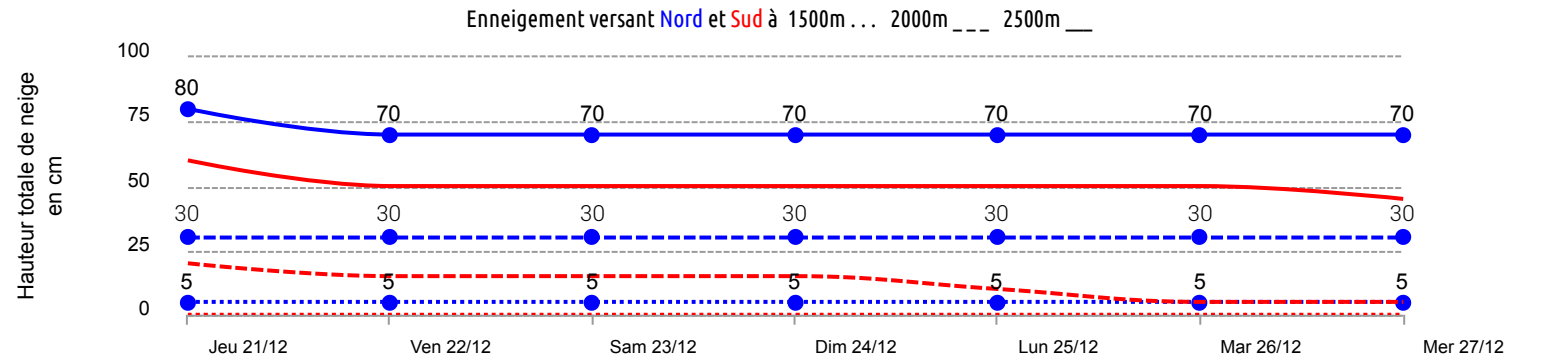 Enneigement versant Nord et Sud à 1500m . . . 2000m _ _ _ 2500m __
Hauteur totale de neige
en cm
100
80
75
70 70 70 70 70 70
50
30 30 30 30 30 30 30
25
5 5 5 5 5 5 5
0
Jeu 21/12 Ven 22/12 Sam 23/12 Dim 24/12 Lun 25/12 Mar 26/12 Mer 27/12